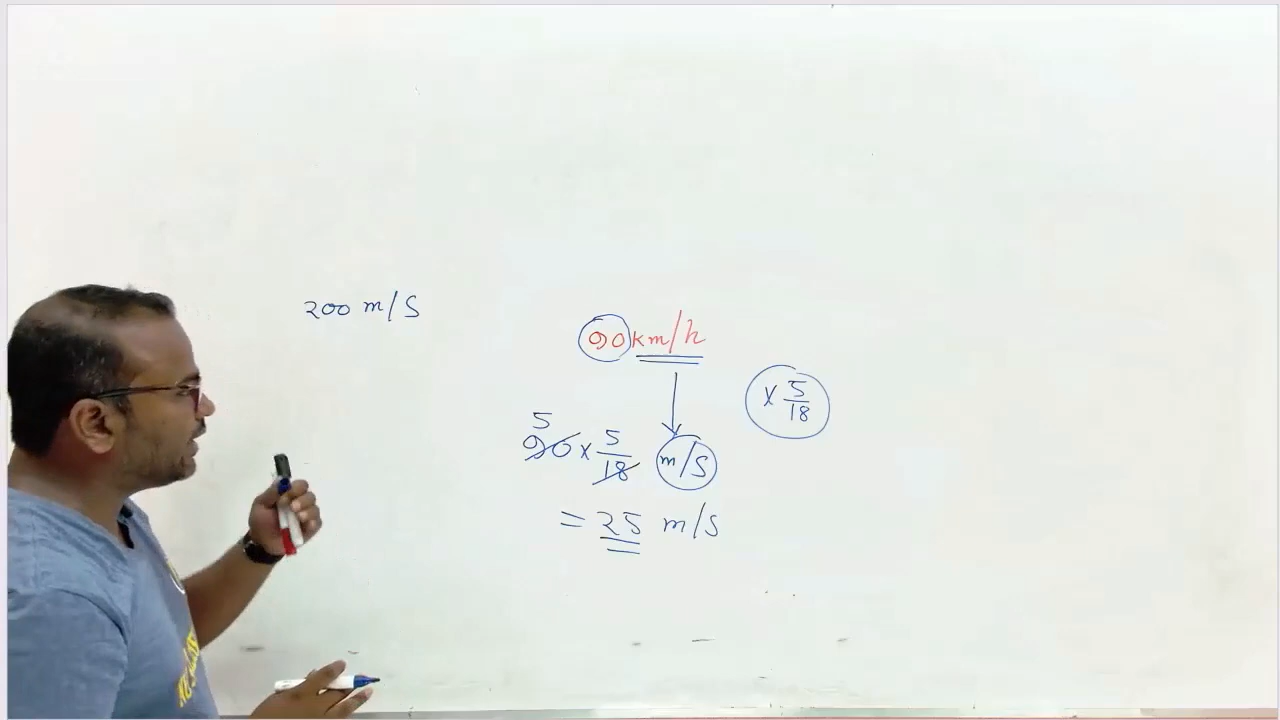 200 m/s
90 km/h
× 5/18
5
90 × 5/18 m/s
= 25 m/s